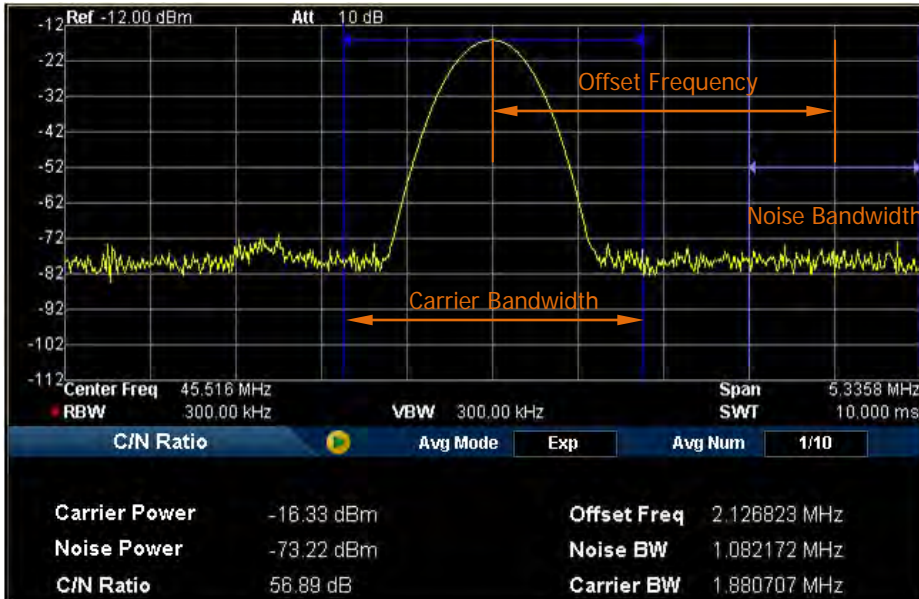 -12 Ref -12.00 dBm Att 10 dB
-22
Offset Frequency
-32
-42
-52
-62
Noise Bandwidth
-72
-82
Carrier Bandwidth
-92
-102
-112
Center Freq 45.516 MHz Span 5.3358 MHz
RBW 300.00 kHz VBW 300.00 kHz SWT 10.000 ms
C/N Ratio Avg Mode Exp Avg Num 1/10
Carrier Power -16.33 dBm Offset Freq 2.126823 MHz
Noise Power -73.22 dBm Noise BW 1.082172 MHz
C/N Ratio 56.89 dB Carrier BW 1.880707 MHz